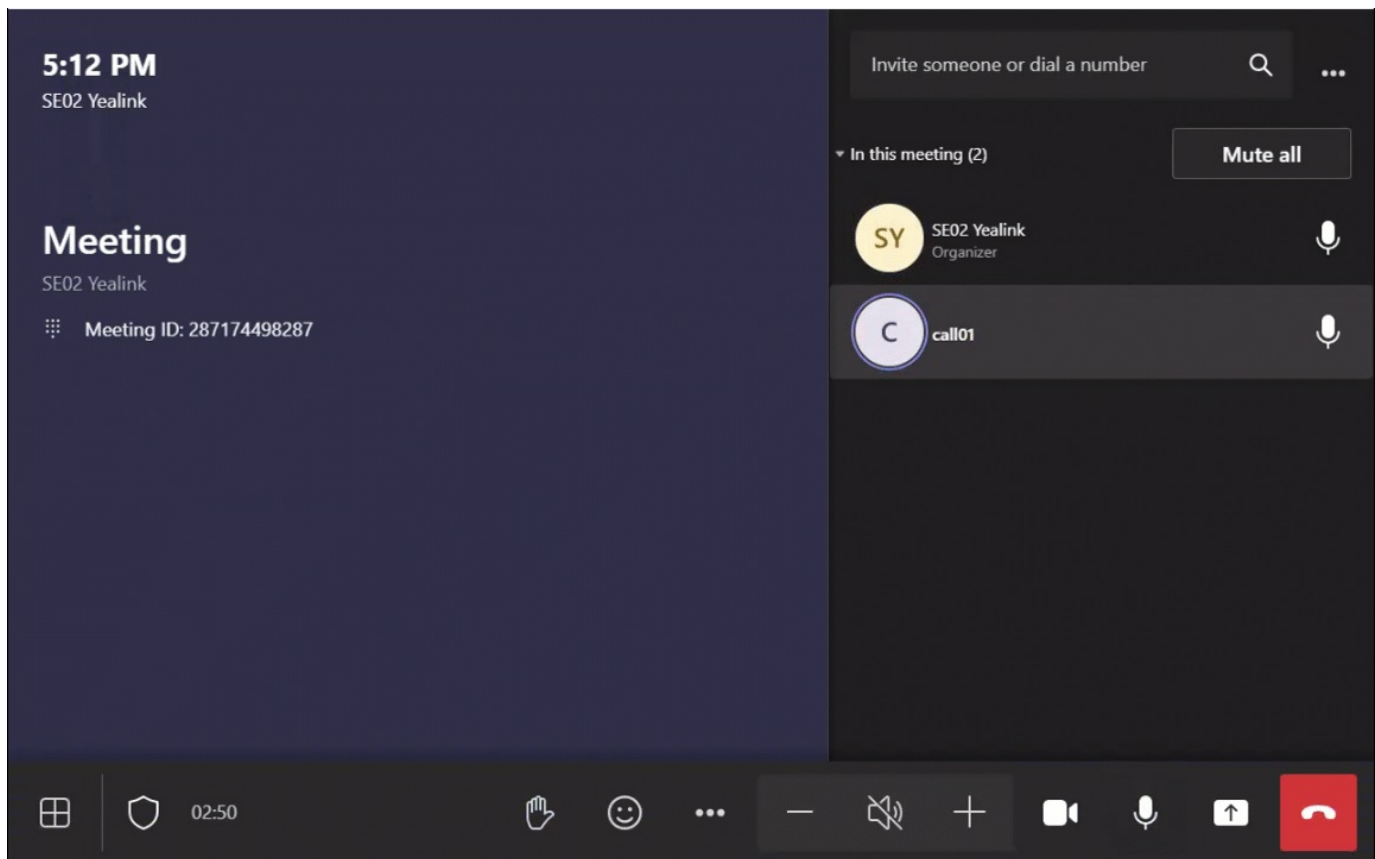 5:12 PM
SE02 Yealink
Meeting
SE02 Yealink
Meeting ID: 287174498287
Invite someone or dial a number
In this meeting (2)
Mute all
SY
SE02 Yealink
Organizer
C
call01
02:50